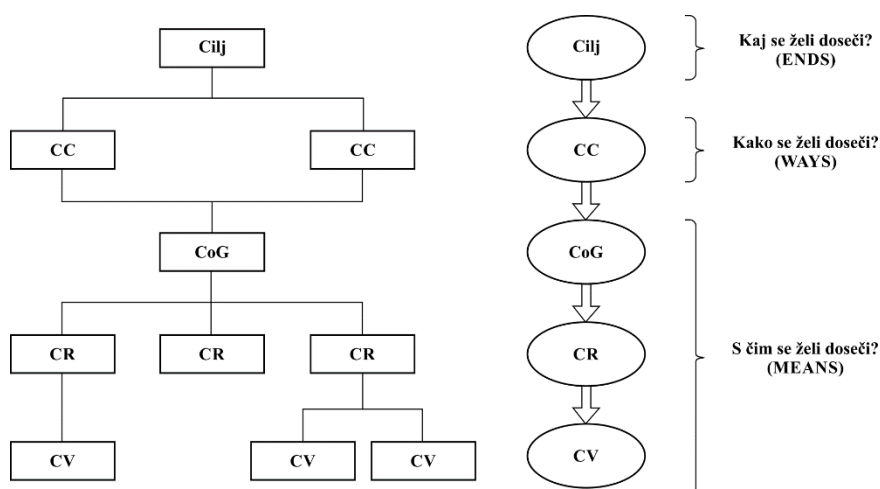 Cilj
CC
CC
CoG
CR
CR
CR
CV
CV
CV
Cilj
CC
CoG
CR
CV
Kaj se želi doseči?
(ENDS)
Kako se želi doseči?
(WAYS)
S čim se želi doseči?
(MEANS)